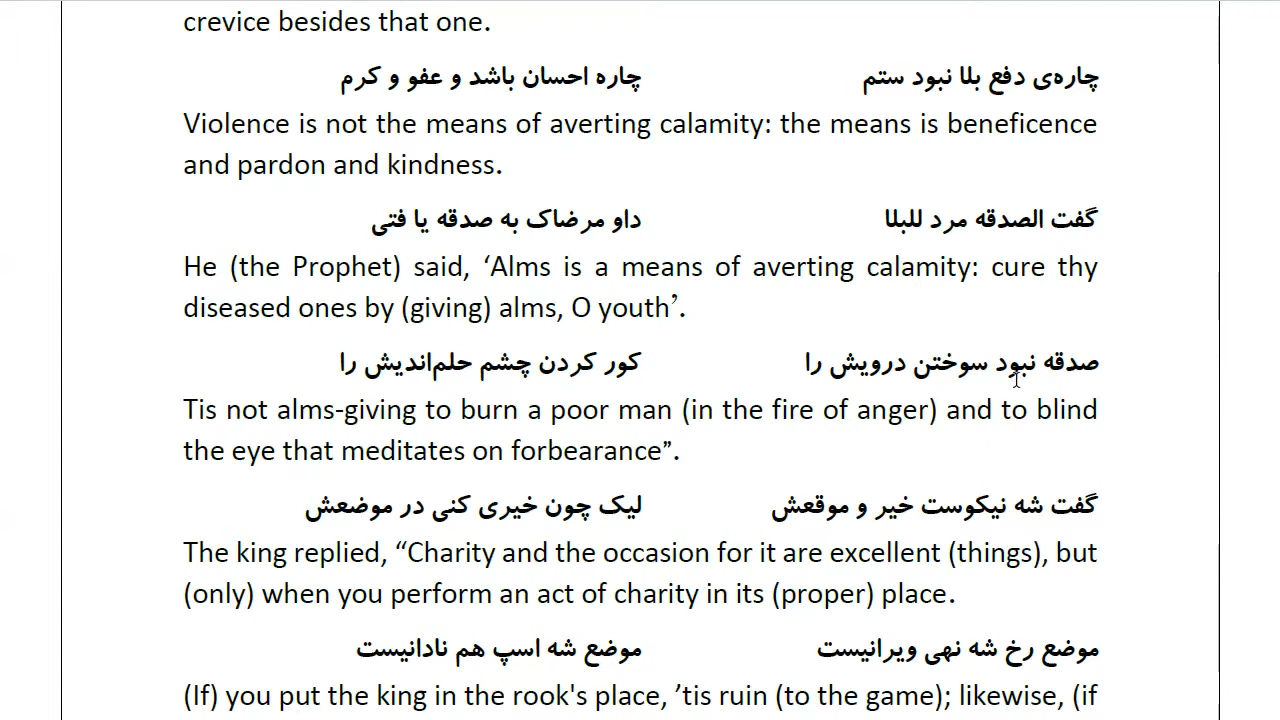 crevice besides that one.
چاره‌ی دفع بلا نبود ستم	چاره احسان باشد و عفو و کرم
Violence is not the means of averting calamity: the means is beneficence
and pardon and kindness.
گفت الصدقه مرد للبلا	داو مرضاک به صدقه یا فتی
He (the Prophet) said, ‘Alms is a means of averting calamity: cure thy
diseased ones by (giving) alms, O youth’.
صدقه نبود سوختن درویش را	کور کردن چشم حلم‌اندیش را
Tis not alms-giving to burn a poor man (in the fire of anger) and to blind
the eye that meditates on forbearance”.
گفت شه نیکوست خیر و موقعش	لیک چون خیری کنی در موضعش
The king replied, “Charity and the occasion for it are excellent (things), but
(only) when you perform an act of charity in its (proper) place.
موضع رخ شه نهی ویرانیست	موضع شه اسپ هم نادانیست
(If) you put the king in the rook's place, ’tis ruin (to the game); likewise, (if